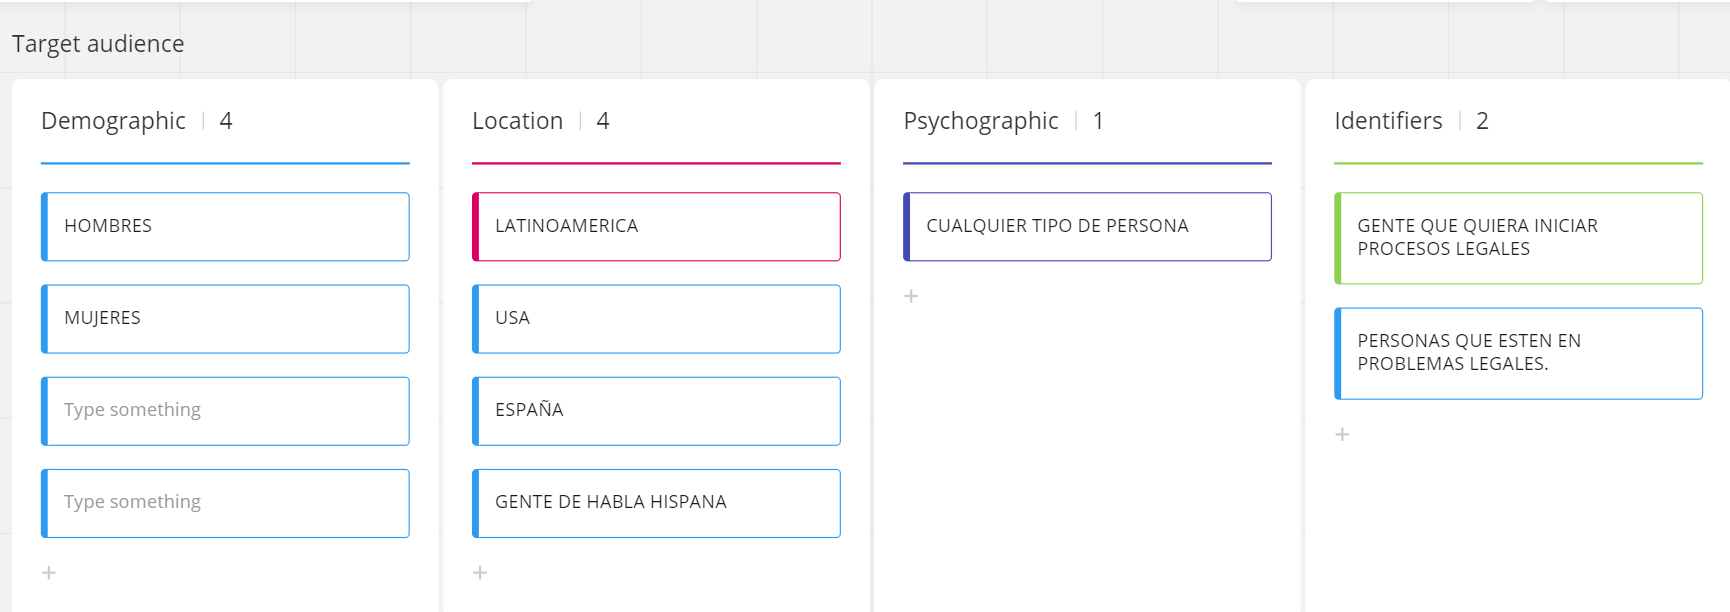 Target audience
Demographic | 4
HOMBRES
MUJERES
Type something
Type something
Location | 4
LATINOAMERICA
USA
ESPAÑA
GENTE DE HABLA HISPANA
Psychographic | 1
CUALQUIER TIPO DE PERSONA
Identifiers | 2
GENTE QUE QUIERA INICIAR
PROCESOS LEGALES
PERSONAS QUE ESTEN EN
PROBLEMAS LEGALES.